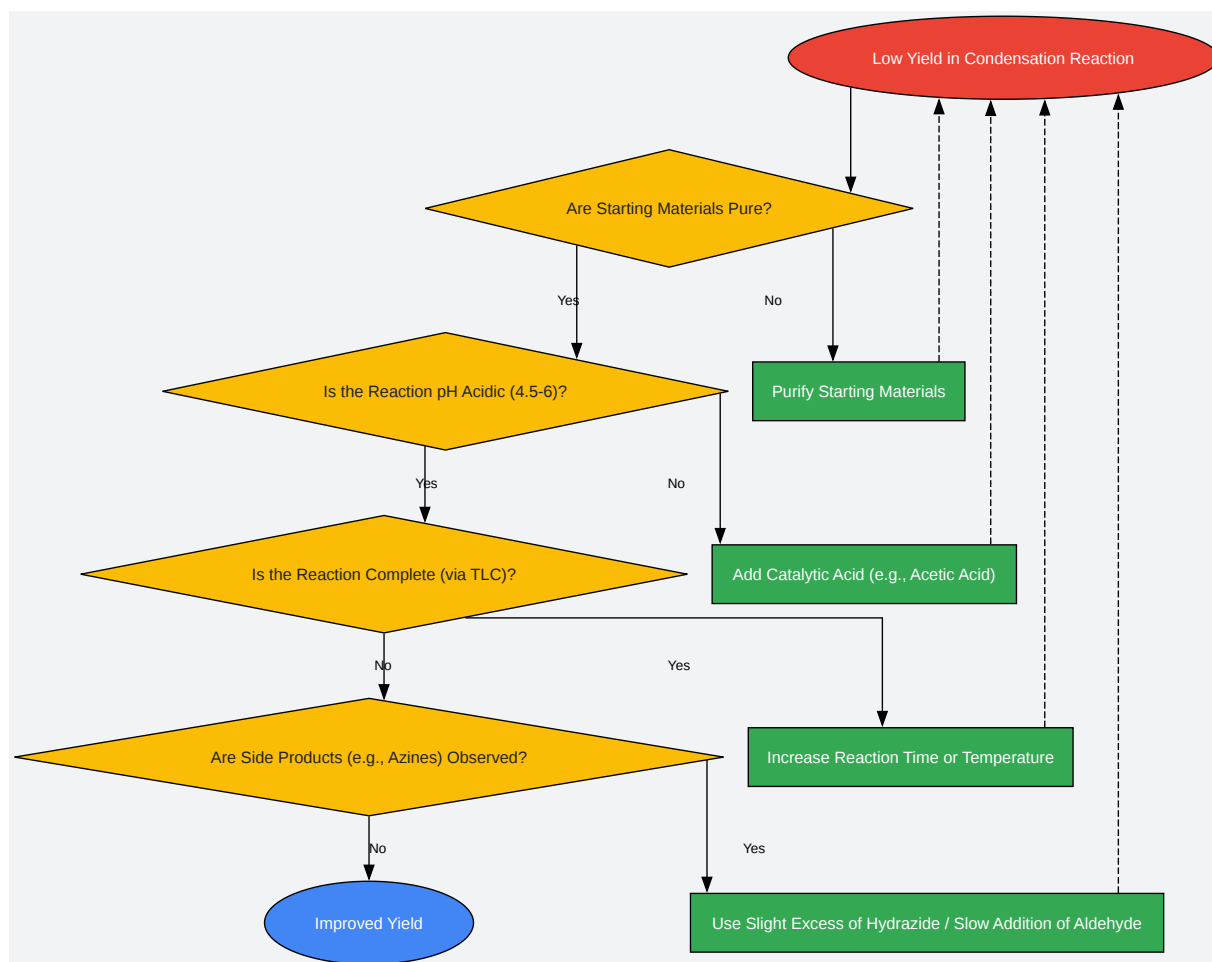 Low Yield in Condensation Reaction
Are Starting Materials Pure?
Yes
No
Is the Reaction pH Acidic (4.5-6)?
Purify Starting Materials
Yes
No
Is the Reaction Complete (via TLC)?
Add Catalytic Acid (e.g., Acetic Acid)
No
Yes
Are Side Products (e.g., Azines) Observed?
Increase Reaction Time or Temperature
No
Yes
Improved Yield
Use Slight Excess of Hydrazide / Slow Addition of Aldehyde